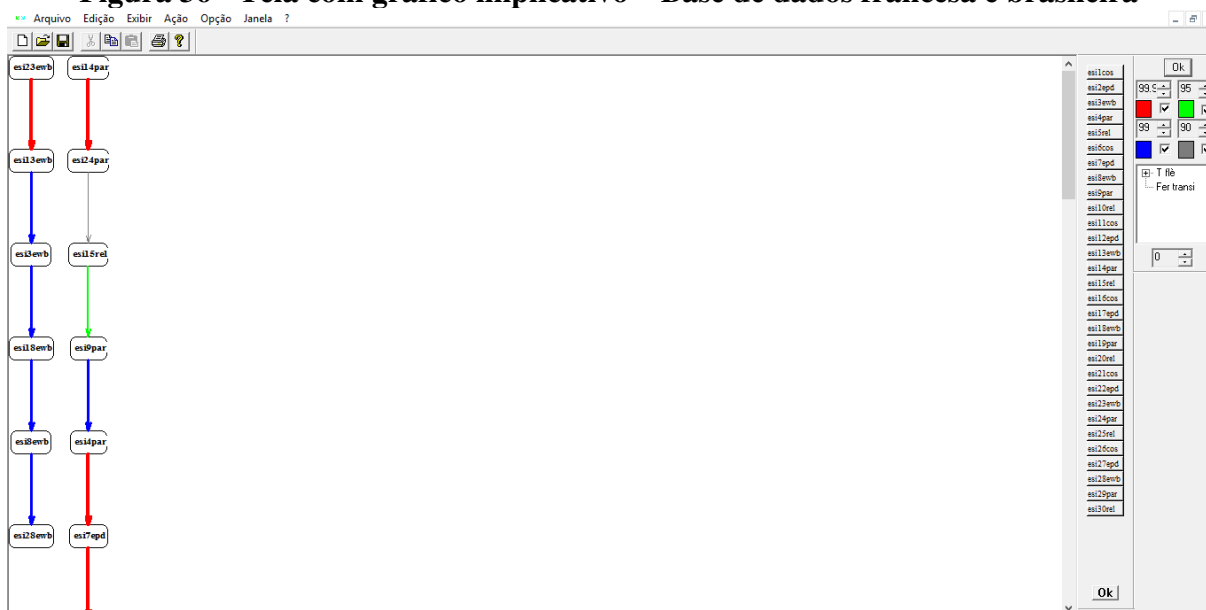 Figura 36 - Tela com gráfico implicativo – Base de dados francesa e brasileira
Arquivo Edição Exibir Ação Opção Janela ?
esi23ewb esi14par
esi13ewb esi24par
esi3ewb esi15rel
esi18ewb esi9par
esi8ewb esi4par
esi28ewb esi7epd
esi1cos
esi2epd
esi3ewb
esi4par
esi5rel
esi6cos
esi7epd
esi8ewb
esi9par
esi10rel
esi11cos
esi12epd
esi13ewb
esi14par
esi15rel
esi16cos
esi17epd
esi18ewb
esi19par
esi20rel
esi21cos
esi22epd
esi23ewb
esi24par
esi25rel
esi26cos
esi27epd
esi28ewb
esi29par
esi30rel
Ok
Ok
99.9 95
99 90
T flè
Fer transi
0